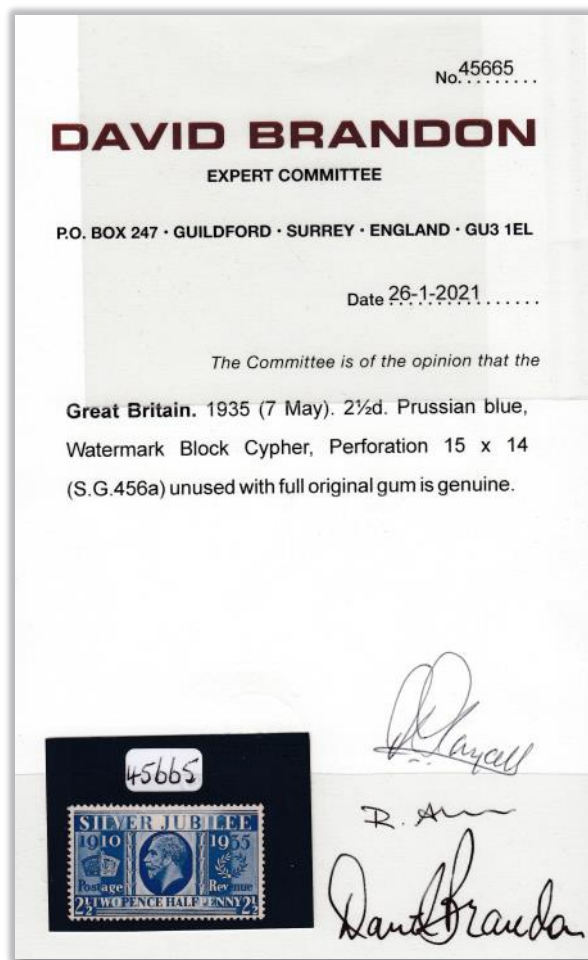 No. 45665
DAVID BRANDON
EXPERT COMMITTEE
P.O. BOX 247 · GUILDFORD · SURREY · ENGLAND · GU3 1EL
Date 26-1-2021
The Committee is of the opinion that the
Great Britain. 1935 (7 May). 2½d. Prussian blue,
Watermark Block Cypher, Perforation 15 x 14
(S.G.456a) unused with full original gum is genuine.
45665
SILVER JUBILEE
1910 1935
Postage Revenue
2½ TWO PENCE HALFPENNY 2½
David Brandon